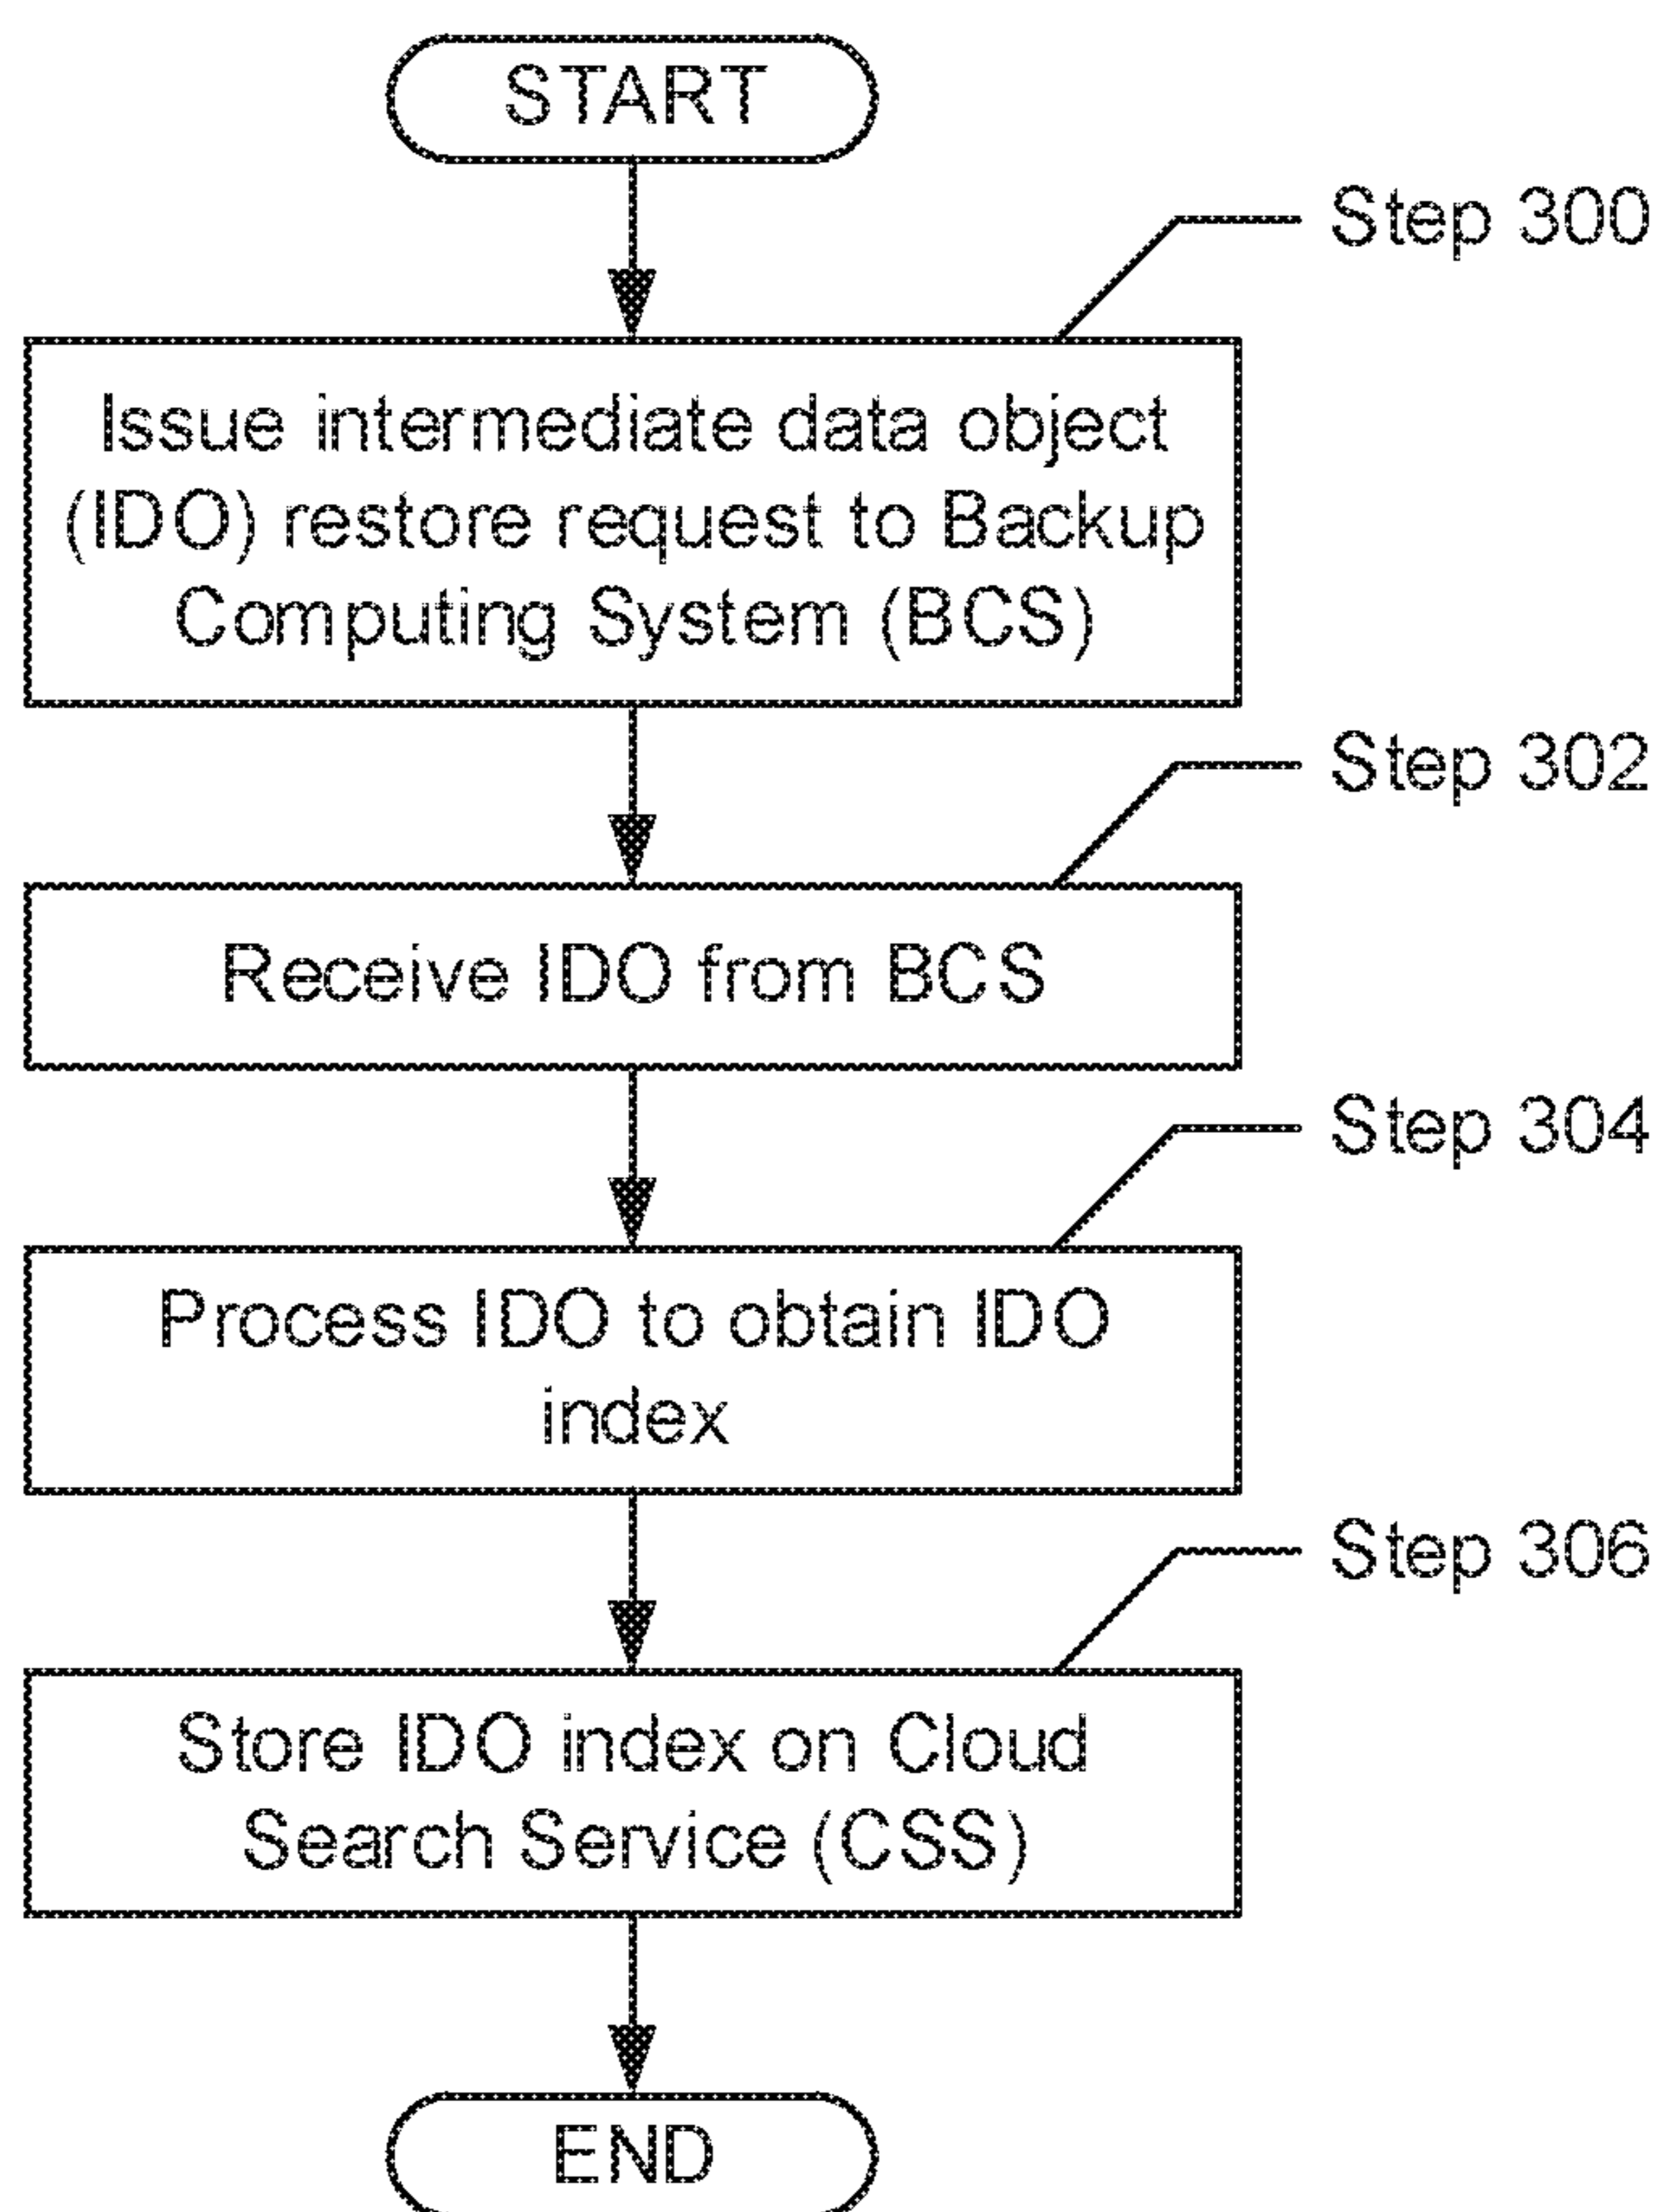 START
Step 300
Issue intermediate data object
(IDO) restore request to Backup
Computing System (BCS)
Step 302
Receive IDO from BCS
Step 304
Process IDO to obtain IDO
index
Step 306
Store IDO index on Cloud
Search Service (CSS)
END